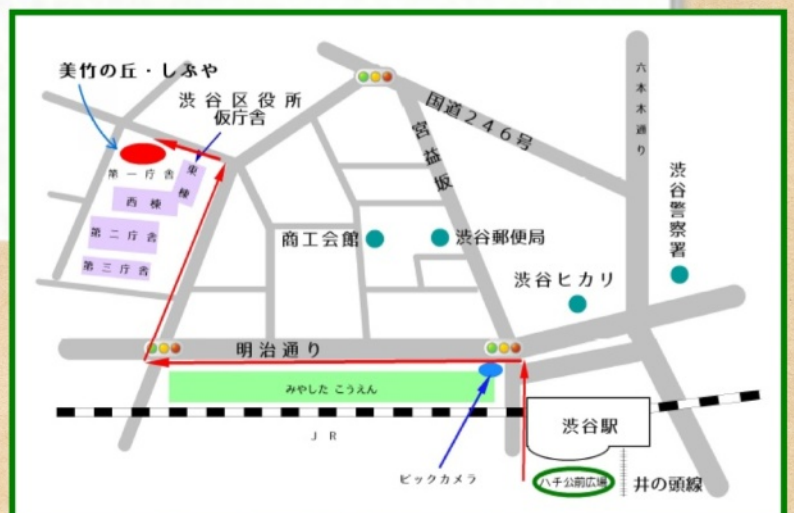 美竹の丘・しぶや
渋谷区役所
仮庁舎
東
棟
第一庁舎
西棟
第二庁舎
第三庁舎
国道246号
宮益坂
六本木通り
渋谷警察署
商工会館
渋谷郵便局
渋谷ヒカリ
明治通り
みやした こうえん
JR
渋谷駅
ビックカメラ
ハチ公前広場
井の頭線